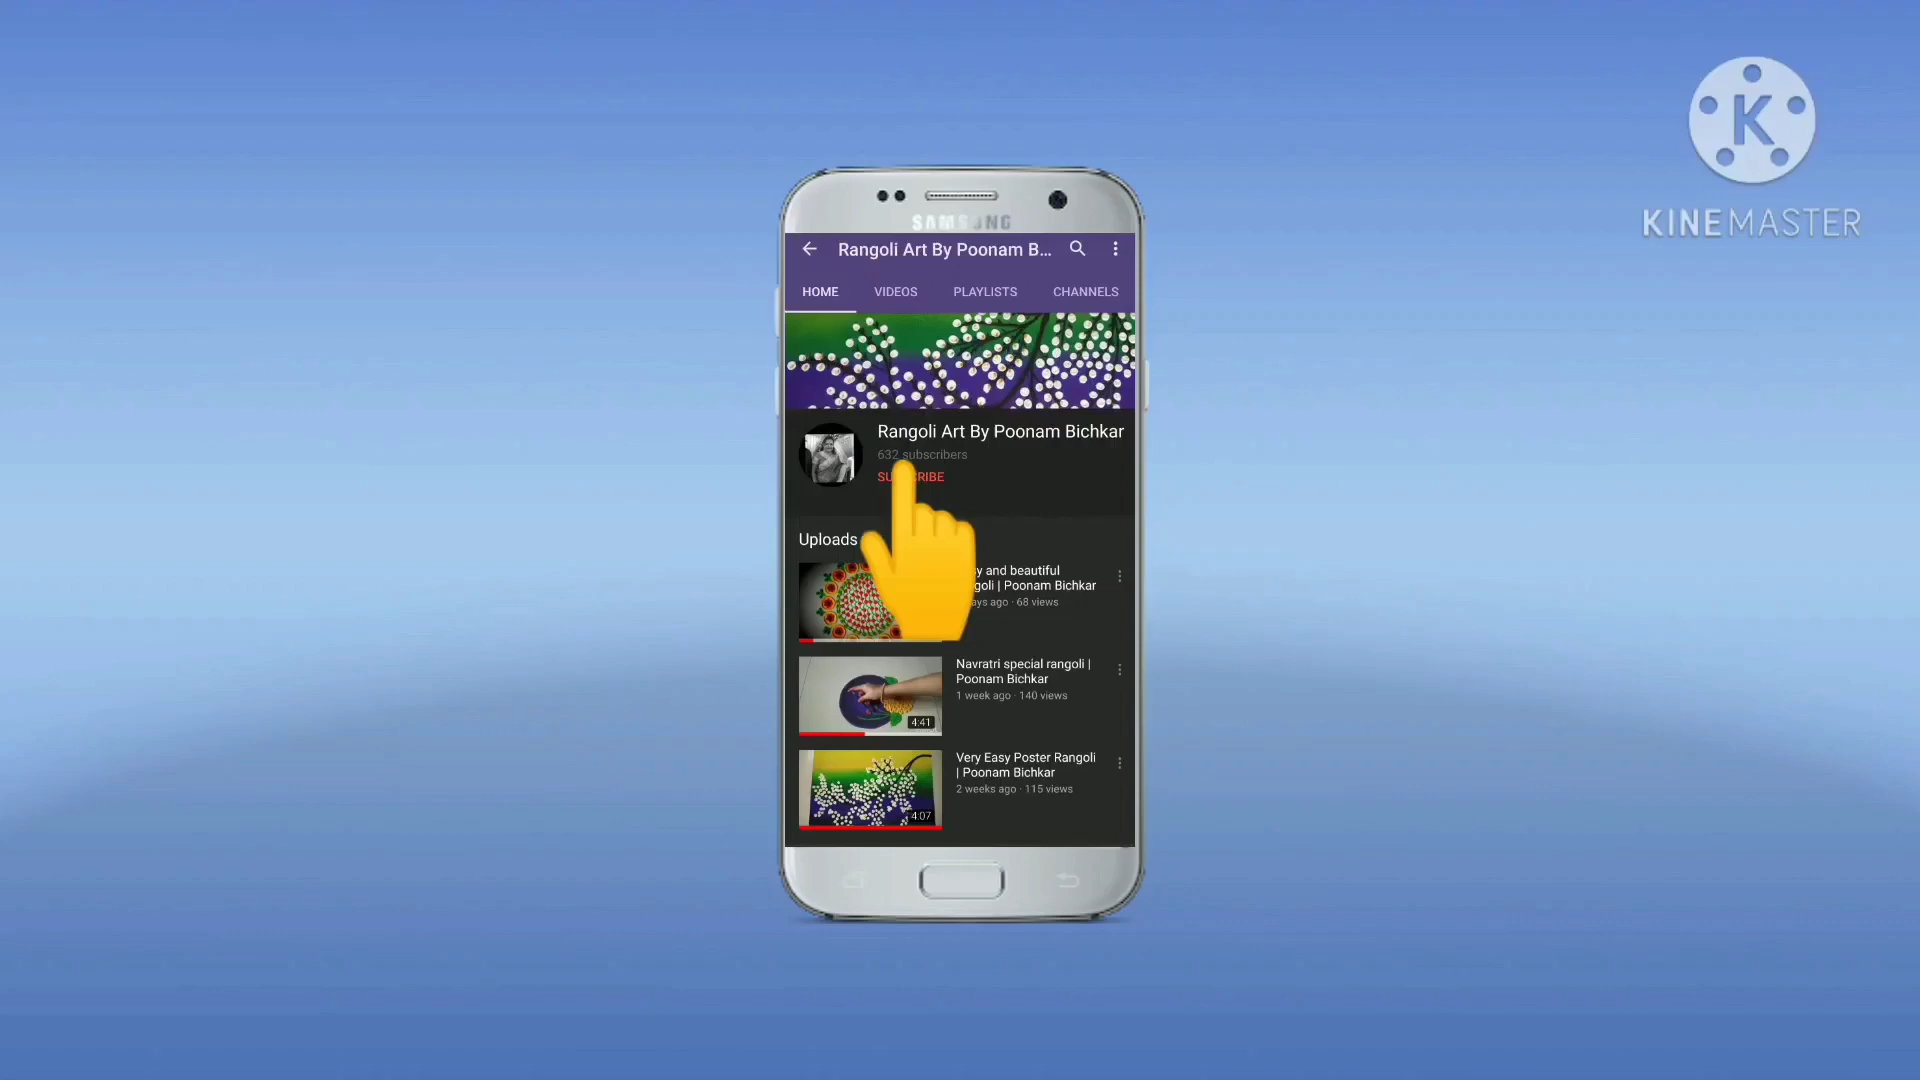 KINEMASTER
SAMSUNG
Rangoli Art By Poonam B...
HOME VIDEOS PLAYLISTS CHANNELS
Rangoli Art By Poonam Bichkar
632 subscribers
Uploads
and beautiful
| Poonam Bichkar
ago · 68 views
Navratri special rangoli |
Poonam Bichkar
1 week ago · 140 views
4:41
Very Easy Poster Rangoli
| Poonam Bichkar
2 weeks ago · 115 views
4:07